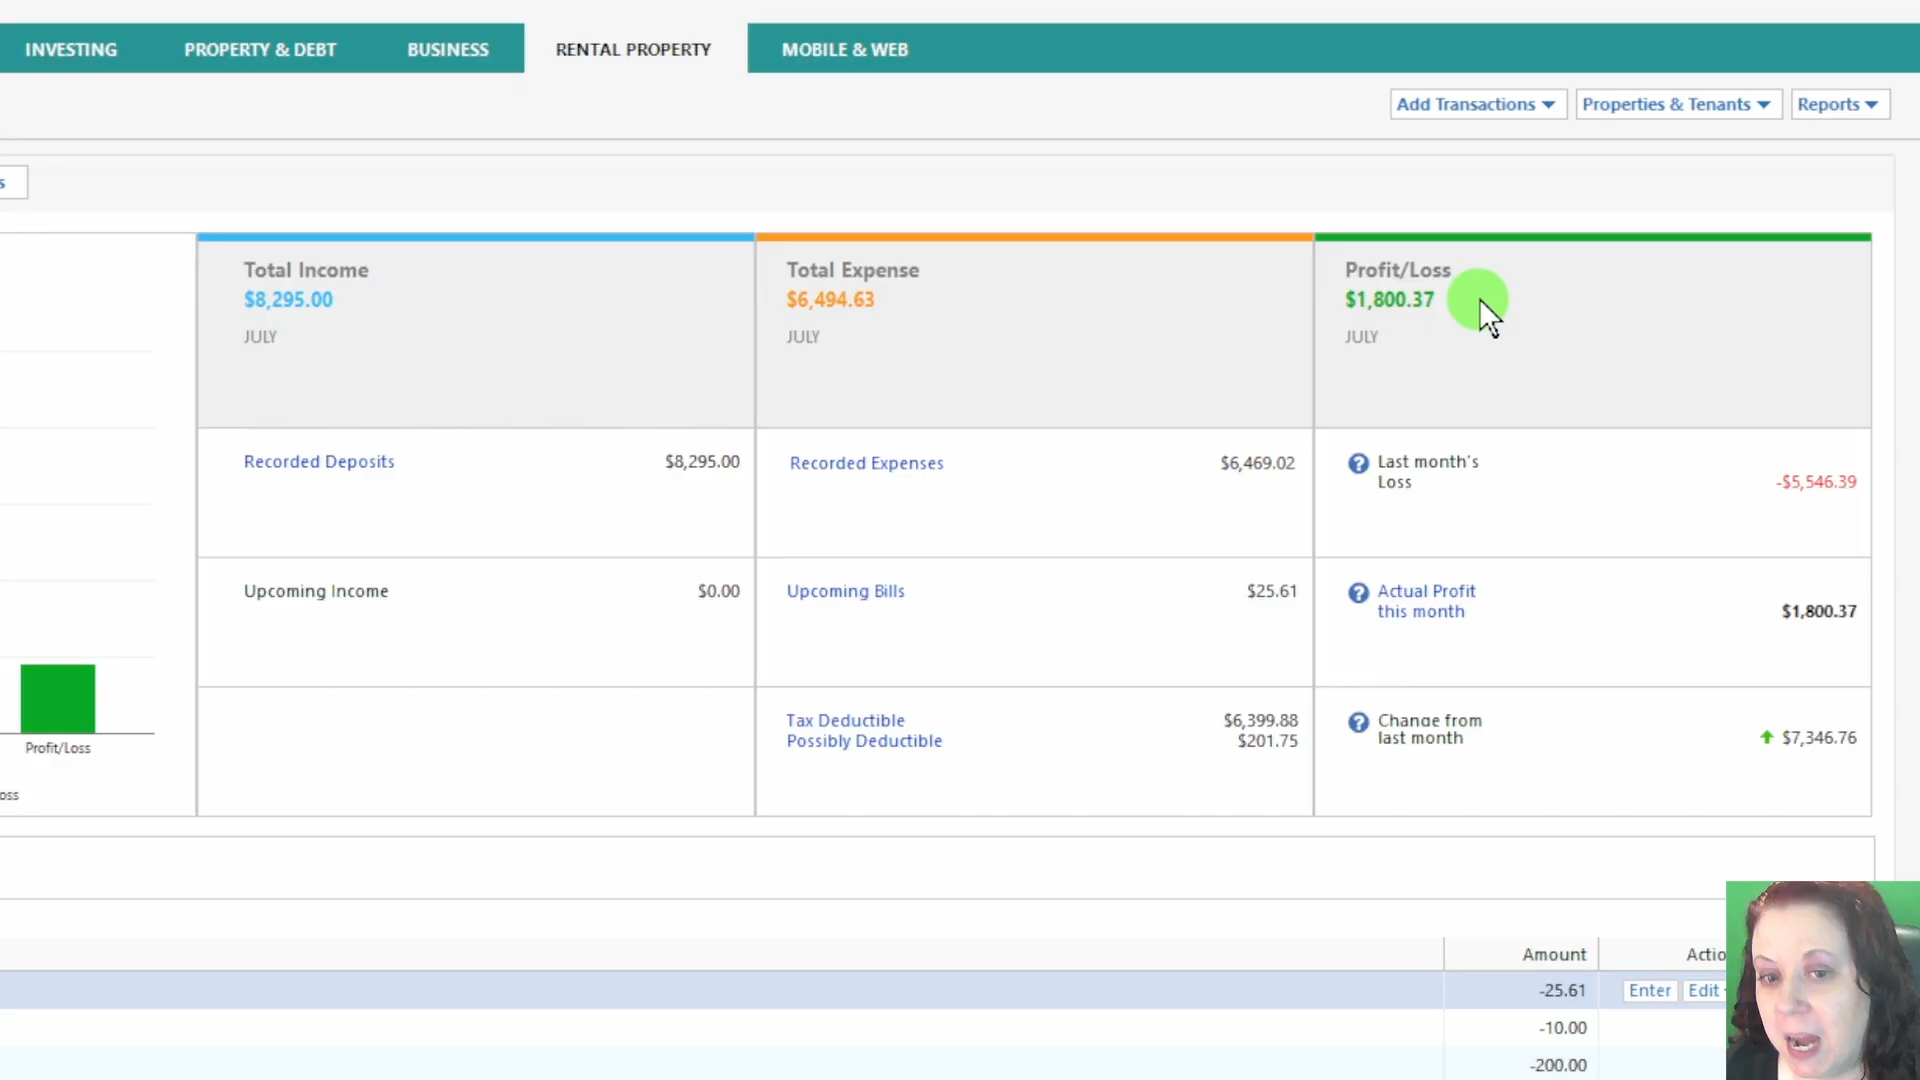 INVESTING PROPERTY & DEBT BUSINESS RENTAL PROPERTY MOBILE & WEB
Add Transactions Properties & Tenants Reports
s
Total Income
$8,295.00
JULY
Total Expense
$6,494.63
JULY
Profit/Loss
$1,800.37
JULY
Recorded Deposits $8,295.00
Recorded Expenses $6,469.02
Last month's
Loss
-$5,546.39
Upcoming Income $0.00
Upcoming Bills $25.61
Actual Profit
this month
$1,800.37
Tax Deductible $6,399.88
Possibly Deductible $201.75
Change from
last month
$7,346.76
Profit/Loss
oss
Amount Actio
-25.61 Enter Edit
-10.00
-200.00